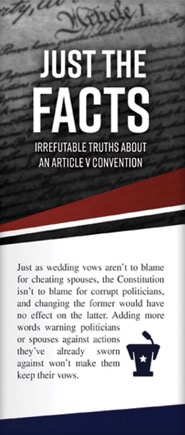 Article. I.
JUST THE
FACTS
IRREFUTABLE TRUTHS ABOUT
AN ARTICLE V CONVENTION
Just as wedding vows aren't to blame
for cheating spouses, the Constitution
isn't to blame for corrupt politicians,
and changing the former would have
no effect on the latter. Adding more
words warning politicians
or spouses against actions
they've already sworn
against won't make them
keep their vows.